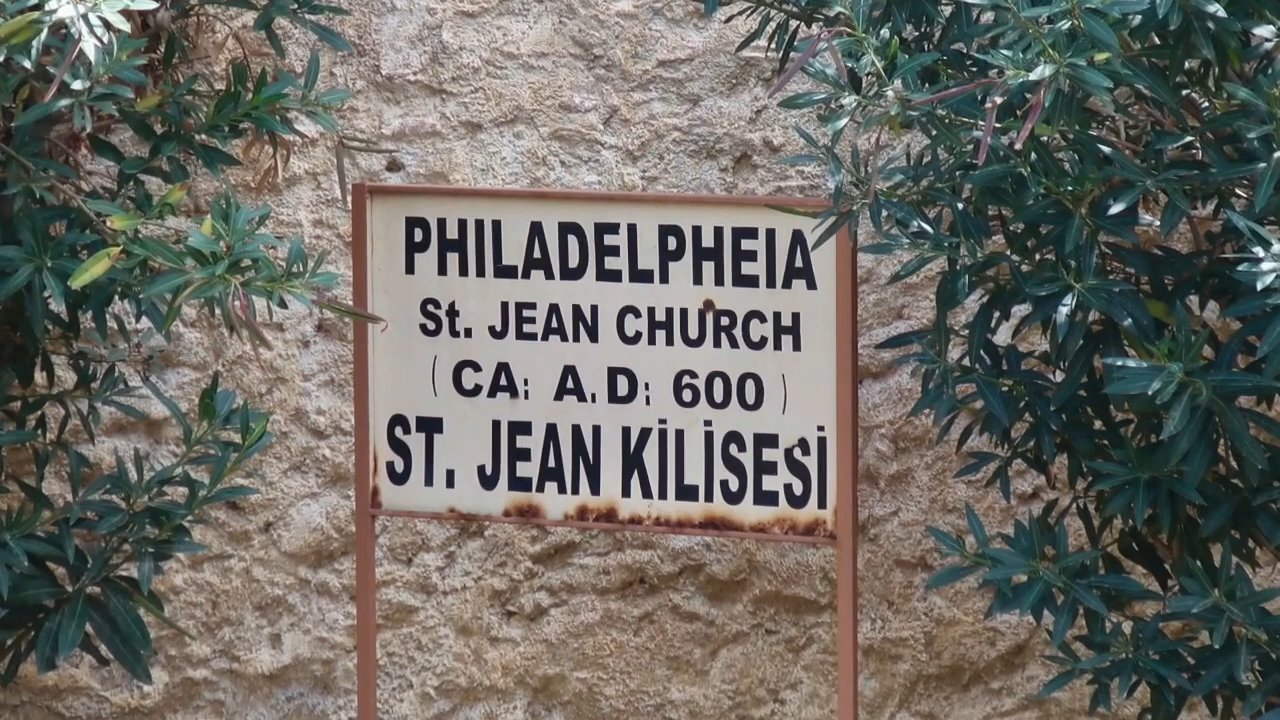 PHILADELPHEIA
St. JEAN CHURCH
(CA: A.D: 600)
ST. JEAN KİLİSESİ